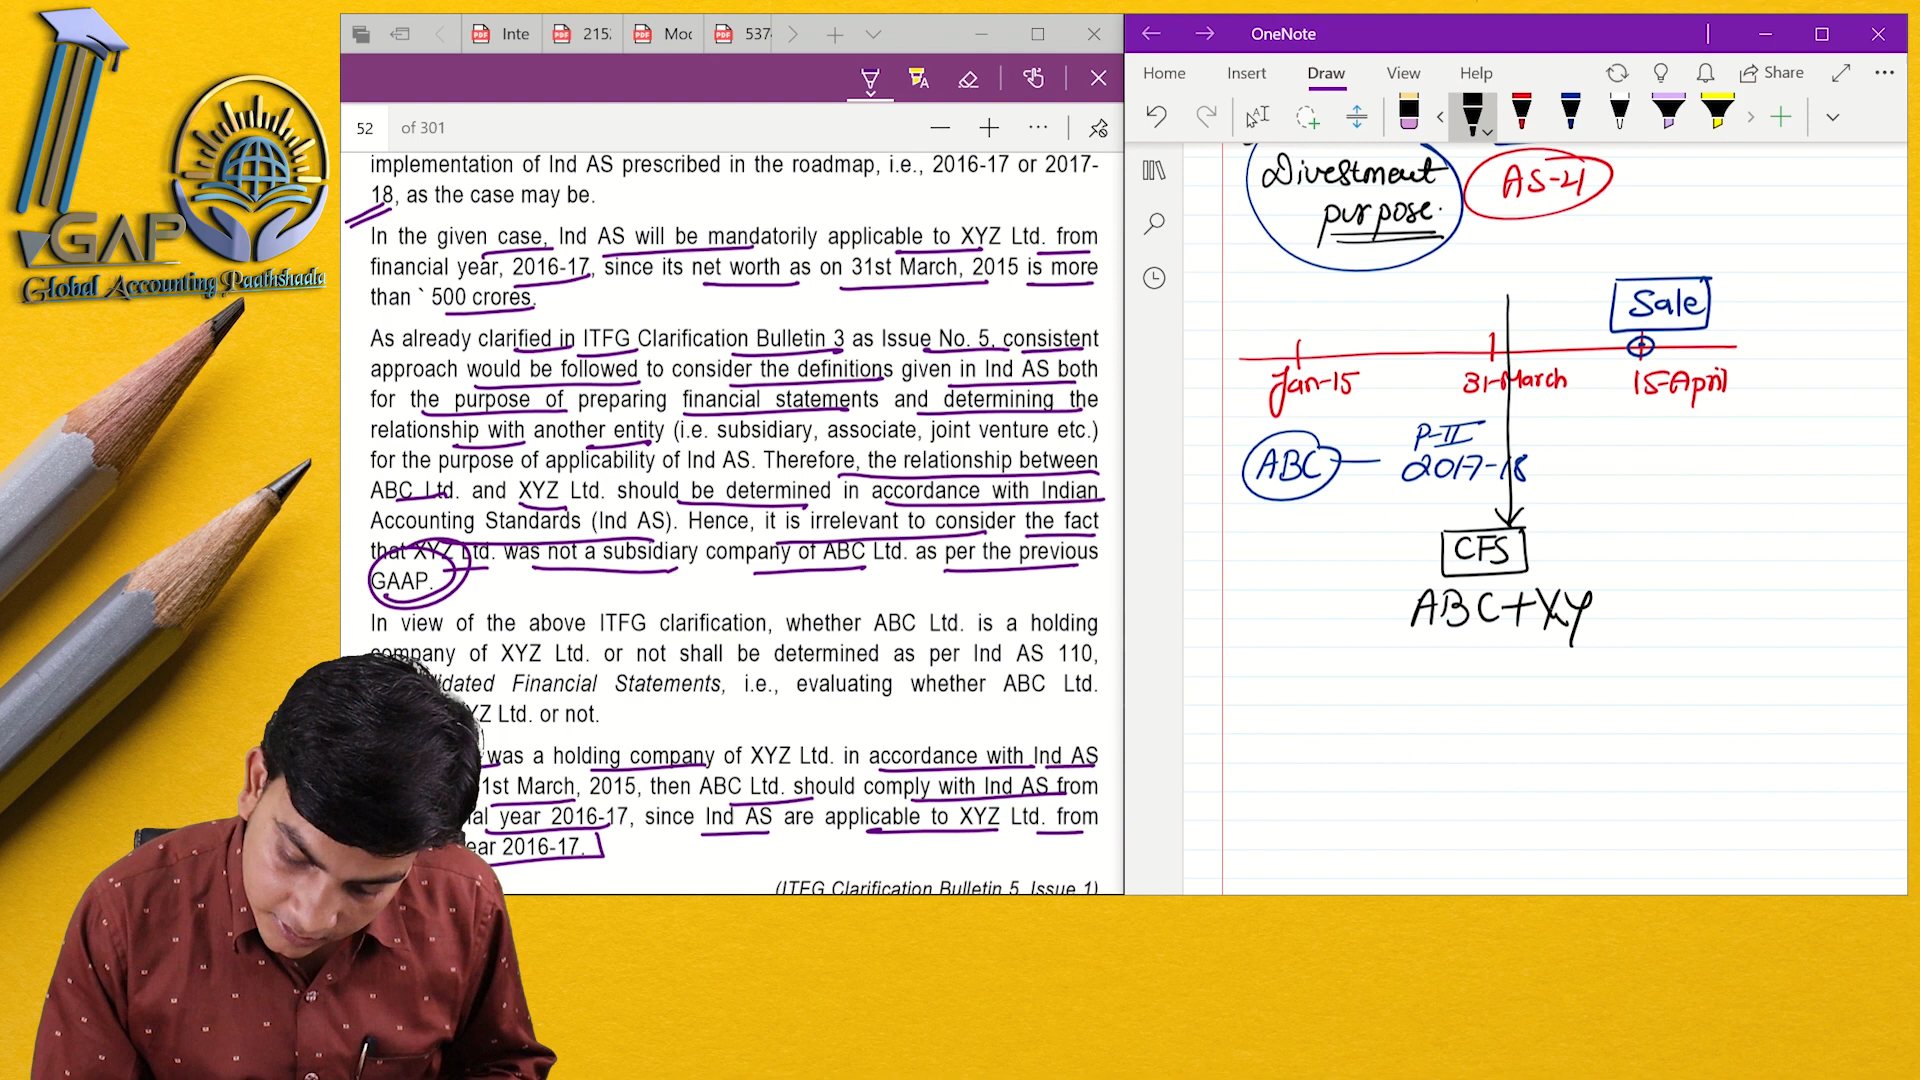 GAP
Global Accounting Paathshada
Inte
215
Moc
537
52
of 301
implementation of Ind AS prescribed in the roadmap, i.e., 2016-17 or 2017-
18, as the case may be.
In the given case, Ind AS will be mandatorily applicable to XYZ Ltd. from
financial year, 2016-17, since its net worth as on 31st March, 2015 is more
than ` 500 crores.
As already clarified in ITFG Clarification Bulletin 3 as Issue No. 5, consistent
approach would be followed to consider the definitions given in Ind AS both
for the purpose of preparing financial statements and determining the
relationship with another entity (i.e. subsidiary, associate, joint venture etc.)
for the purpose of applicability of Ind AS. Therefore, the relationship between
ABC Ltd. and XYZ Ltd. should be determined in accordance with Indian
Accounting Standards (Ind AS). Hence, it is irrelevant to consider the fact
that XYZ Ltd. was not a subsidiary company of ABC Ltd. as per the previous
GAAP.
In view of the above ITFG clarification, whether ABC Ltd. is a holding
company of XYZ Ltd. or not shall be determined as per Ind AS 110,
idated Financial Statements, i.e., evaluating whether ABC Ltd.
YZ Ltd. or not.
was a holding company of XYZ Ltd. in accordance with Ind AS
1st March, 2015, then ABC Ltd. should comply with Ind AS from
al year 2016-17, since Ind AS are applicable to XYZ Ltd. from
ear 2016-17.
(ITFG Clarification Bulletin 5, Issue 1)
OneNote
Home Insert Draw View Help Share
Divestment
purpose.
AS-21
Sale
Jan-15 31-March 15-April
ABC — P-II
2017-18
CFS
ABC+XY